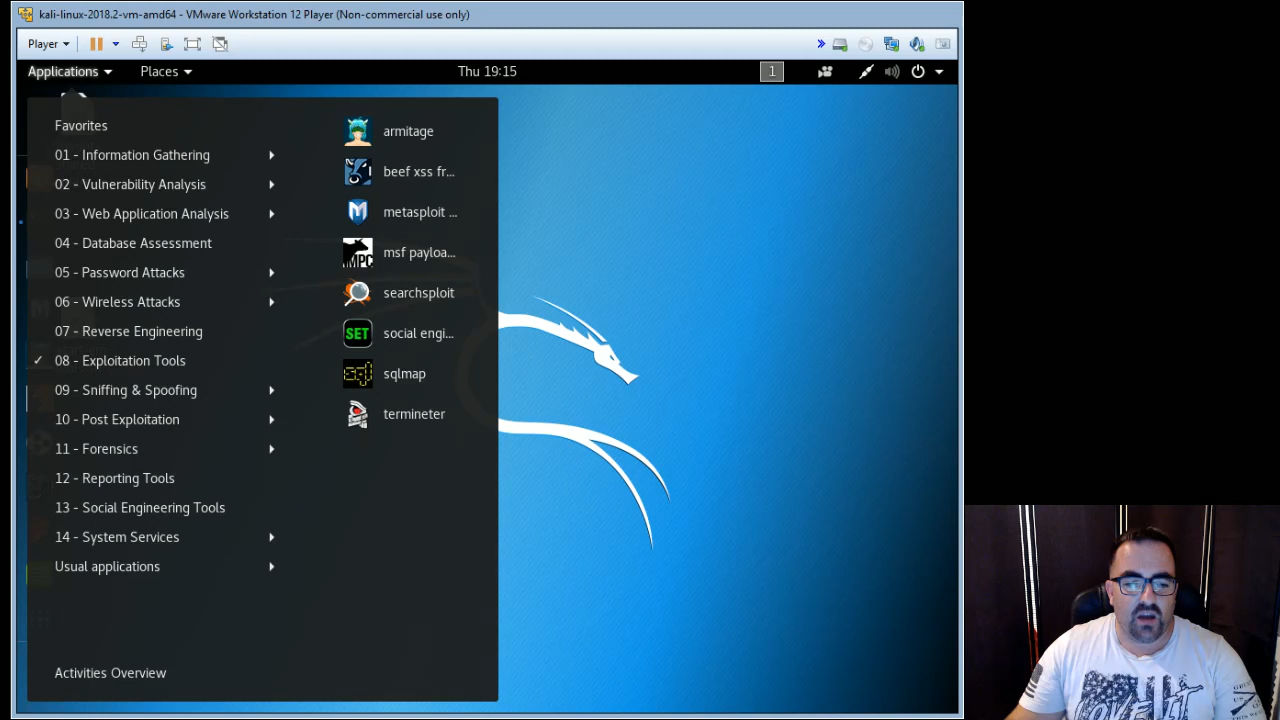 kali-linux-2018.2-vm-amd64 - VMware Workstation 12 Player (Non-commercial use only)
Player
Applications
Places
Thu 19:15
1
Favorites
01 - Information Gathering
02 - Vulnerability Analysis
03 - Web Application Analysis
04 - Database Assessment
05 - Password Attacks
06 - Wireless Attacks
07 - Reverse Engineering
✓ 08 - Exploitation Tools
09 - Sniffing & Spoofing
10 - Post Exploitation
11 - Forensics
12 - Reporting Tools
13 - Social Engineering Tools
14 - System Services
Usual applications
Activities Overview
armitage
beef xss fr...
metasploit ...
MPC
msf payloa...
searchsploit
SET
social engi...
sql
sqlmap
termineter